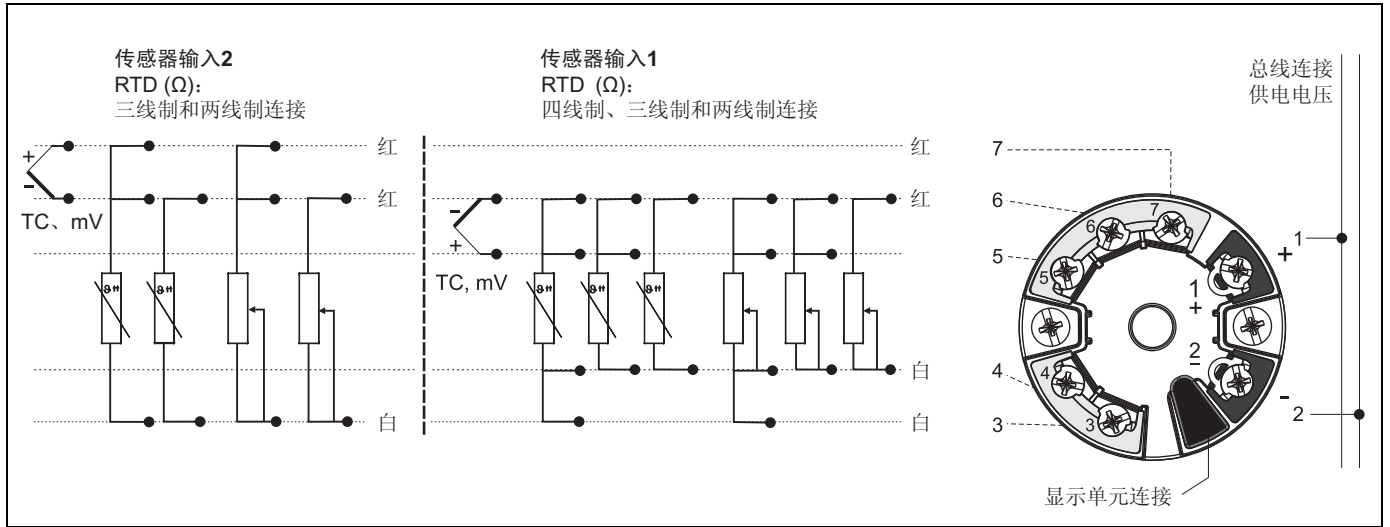 传感器输入2
RTD (Ω):
三线制和两线制连接
传感器输入1
RTD (Ω):
四线制、三线制和两线制连接
总线连接
供电电压
+
-
TC、mV
红
红
白
白
-
+
TC, mV
红
红
白
白
7
6
5
4
3
7
6
5
4
3
1
+
2
-
+
1
-
2
显示单元连接